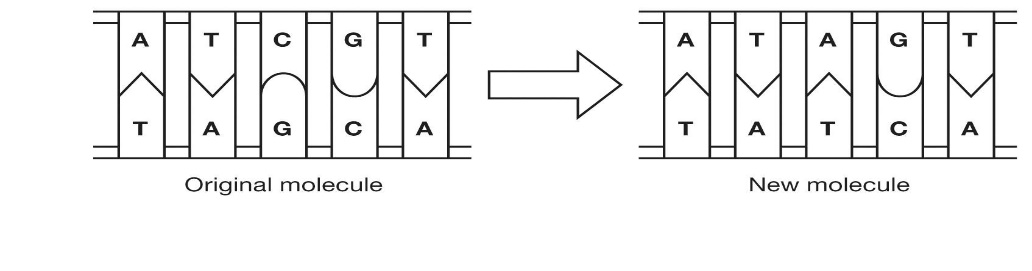 A T C G T A T A G T
T A G C A T A T C A
Original molecule New molecule